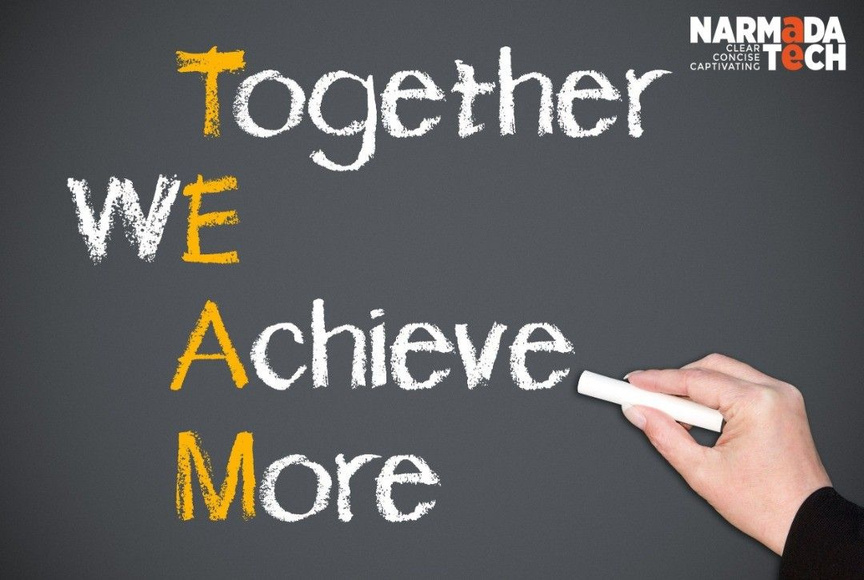 Together
WE
Achieve
More
NARMaDA
CLEAR
CONCISE
CAPTIVATING
TeCH